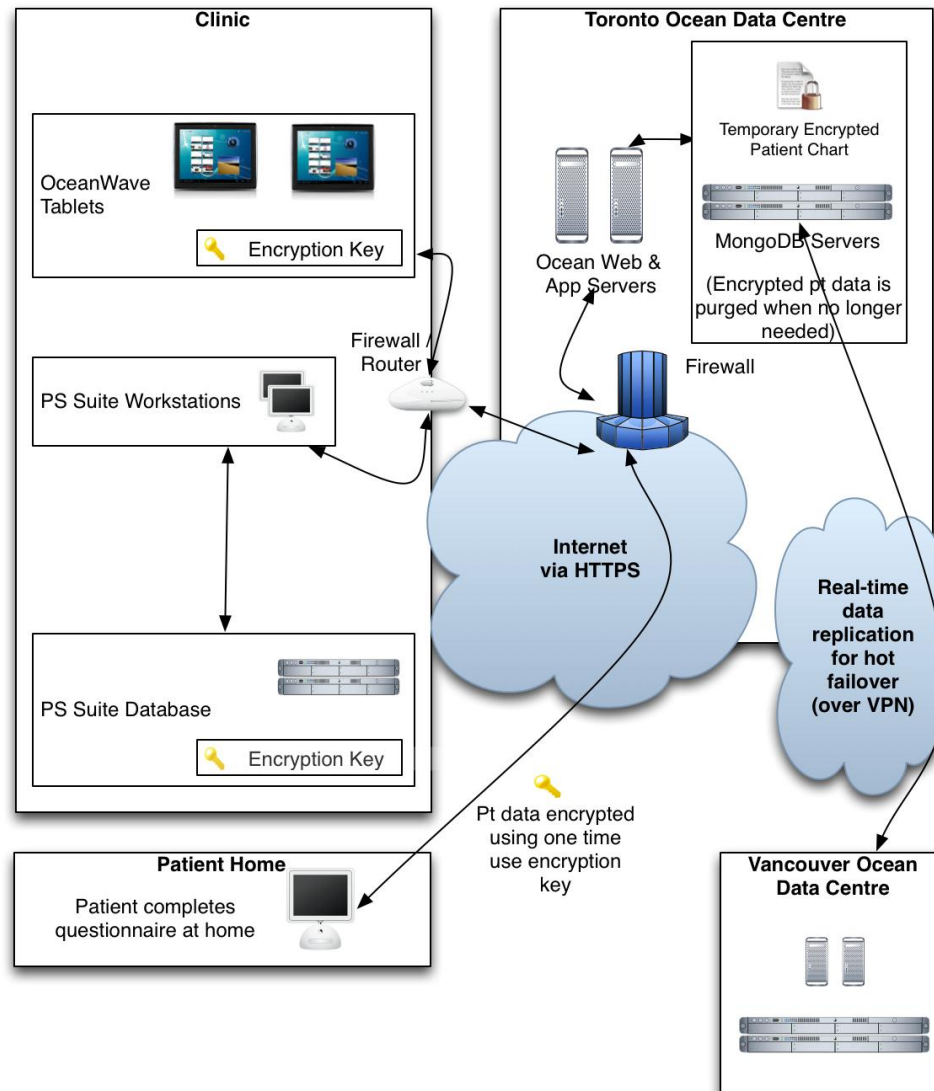 Clinic
OceanWave
Tablets
Encryption Key
Firewall /
Router
PS Suite Workstations
PS Suite Database
Encryption Key
Toronto Ocean Data Centre
Temporary Encrypted
Patient Chart
MongoDB Servers
(Encrypted pt data is
purged when no longer
needed)
Ocean Web &
App Servers
Firewall
Internet
via HTTPS
Real-time
data
replication
for hot
failover
(over VPN)
Pt data encrypted
using one time
use encryption
key
Patient Home
Patient completes
questionnaire at home
Vancouver Ocean
Data Centre